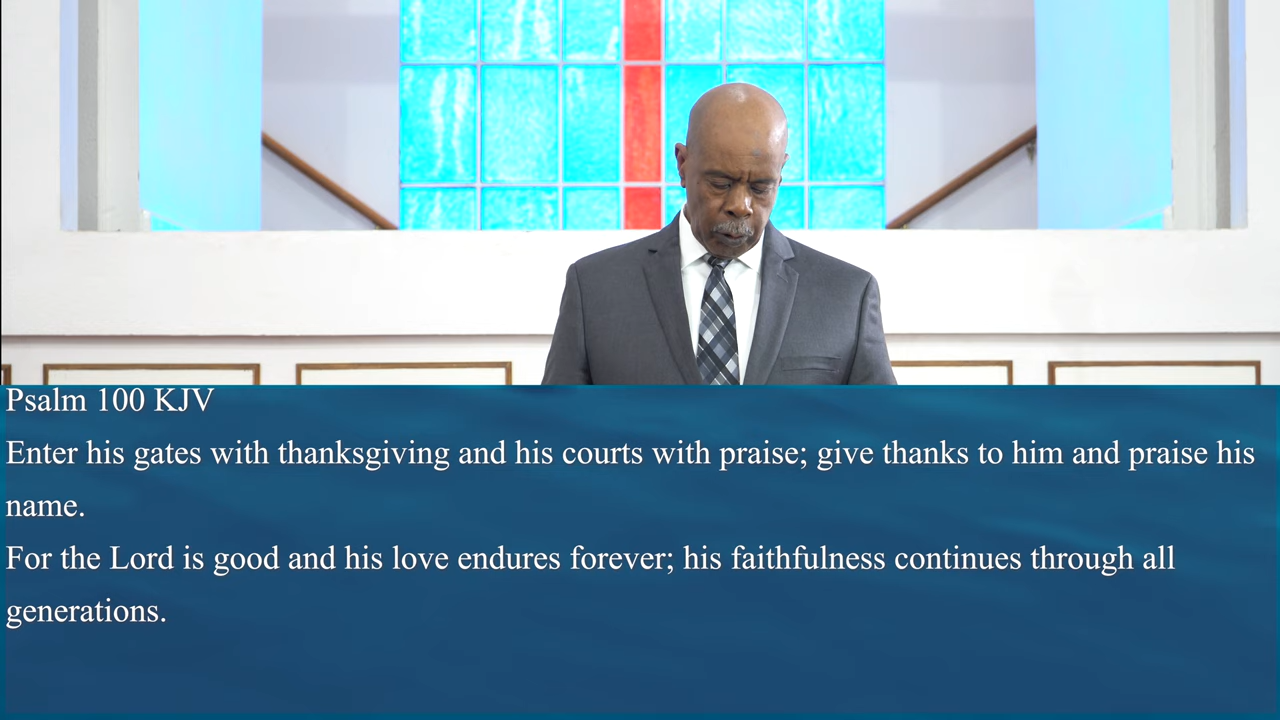 Psalm 100 KJV
Enter his gates with thanksgiving and his courts with praise; give thanks to him and praise his
name.
For the Lord is good and his love endures forever; his faithfulness continues through all
generations.